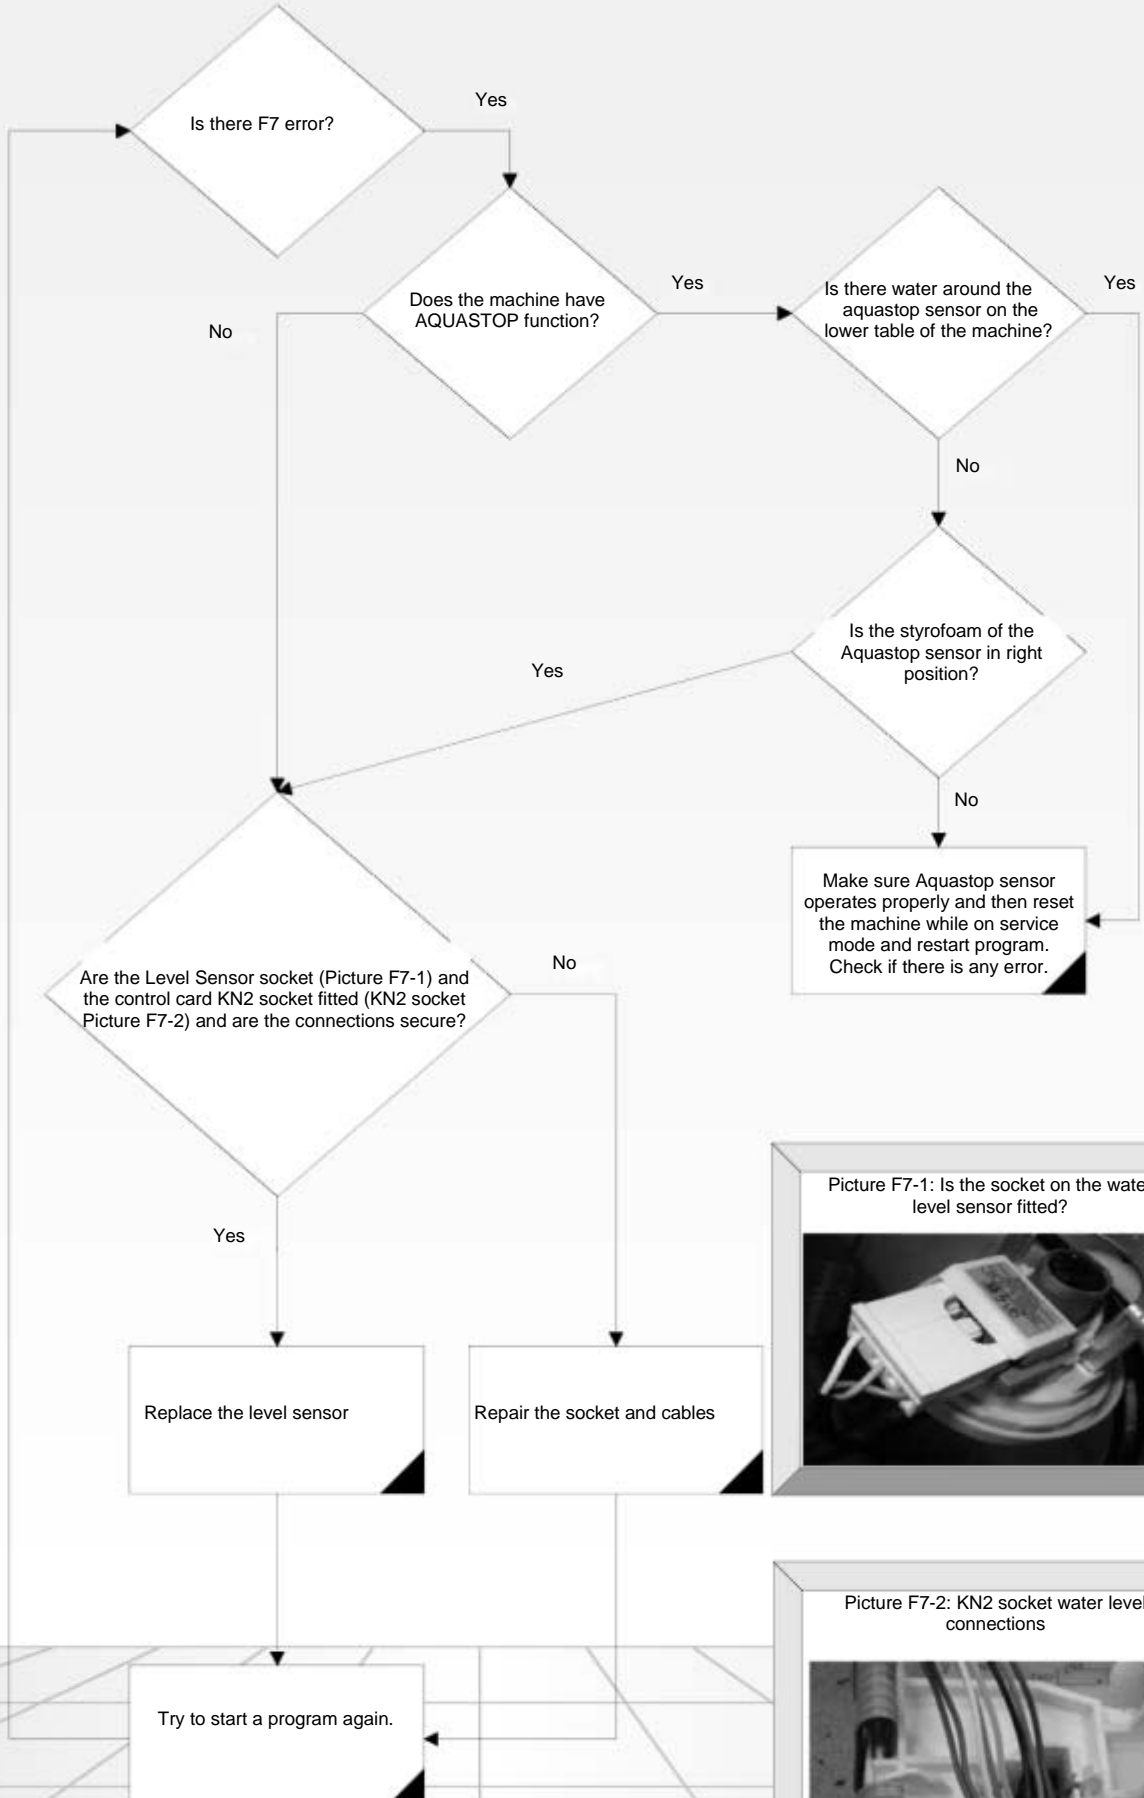 Is there F7 error?
Yes
Does the machine have
AQUASTOP function?
Yes
No
Is there water around the
aquastop sensor on the
lower table of the machine?
Yes
No
Is the styrofoam of the
Aquastop sensor in right
position?
Yes
No
Make sure Aquastop sensor
operates properly and then reset
the machine while on service
mode and restart program.
Check if there is any error.
Are the Level Sensor socket (Picture F7-1) and
the control card KN2 socket fitted (KN2 socket
Picture F7-2) and are the connections secure?
No
Yes
Replace the level sensor
Repair the socket and cables
Try to start a program again.
Picture F7-1: Is the socket on the wate
level sensor fitted?
Picture F7-2: KN2 socket water level
connections